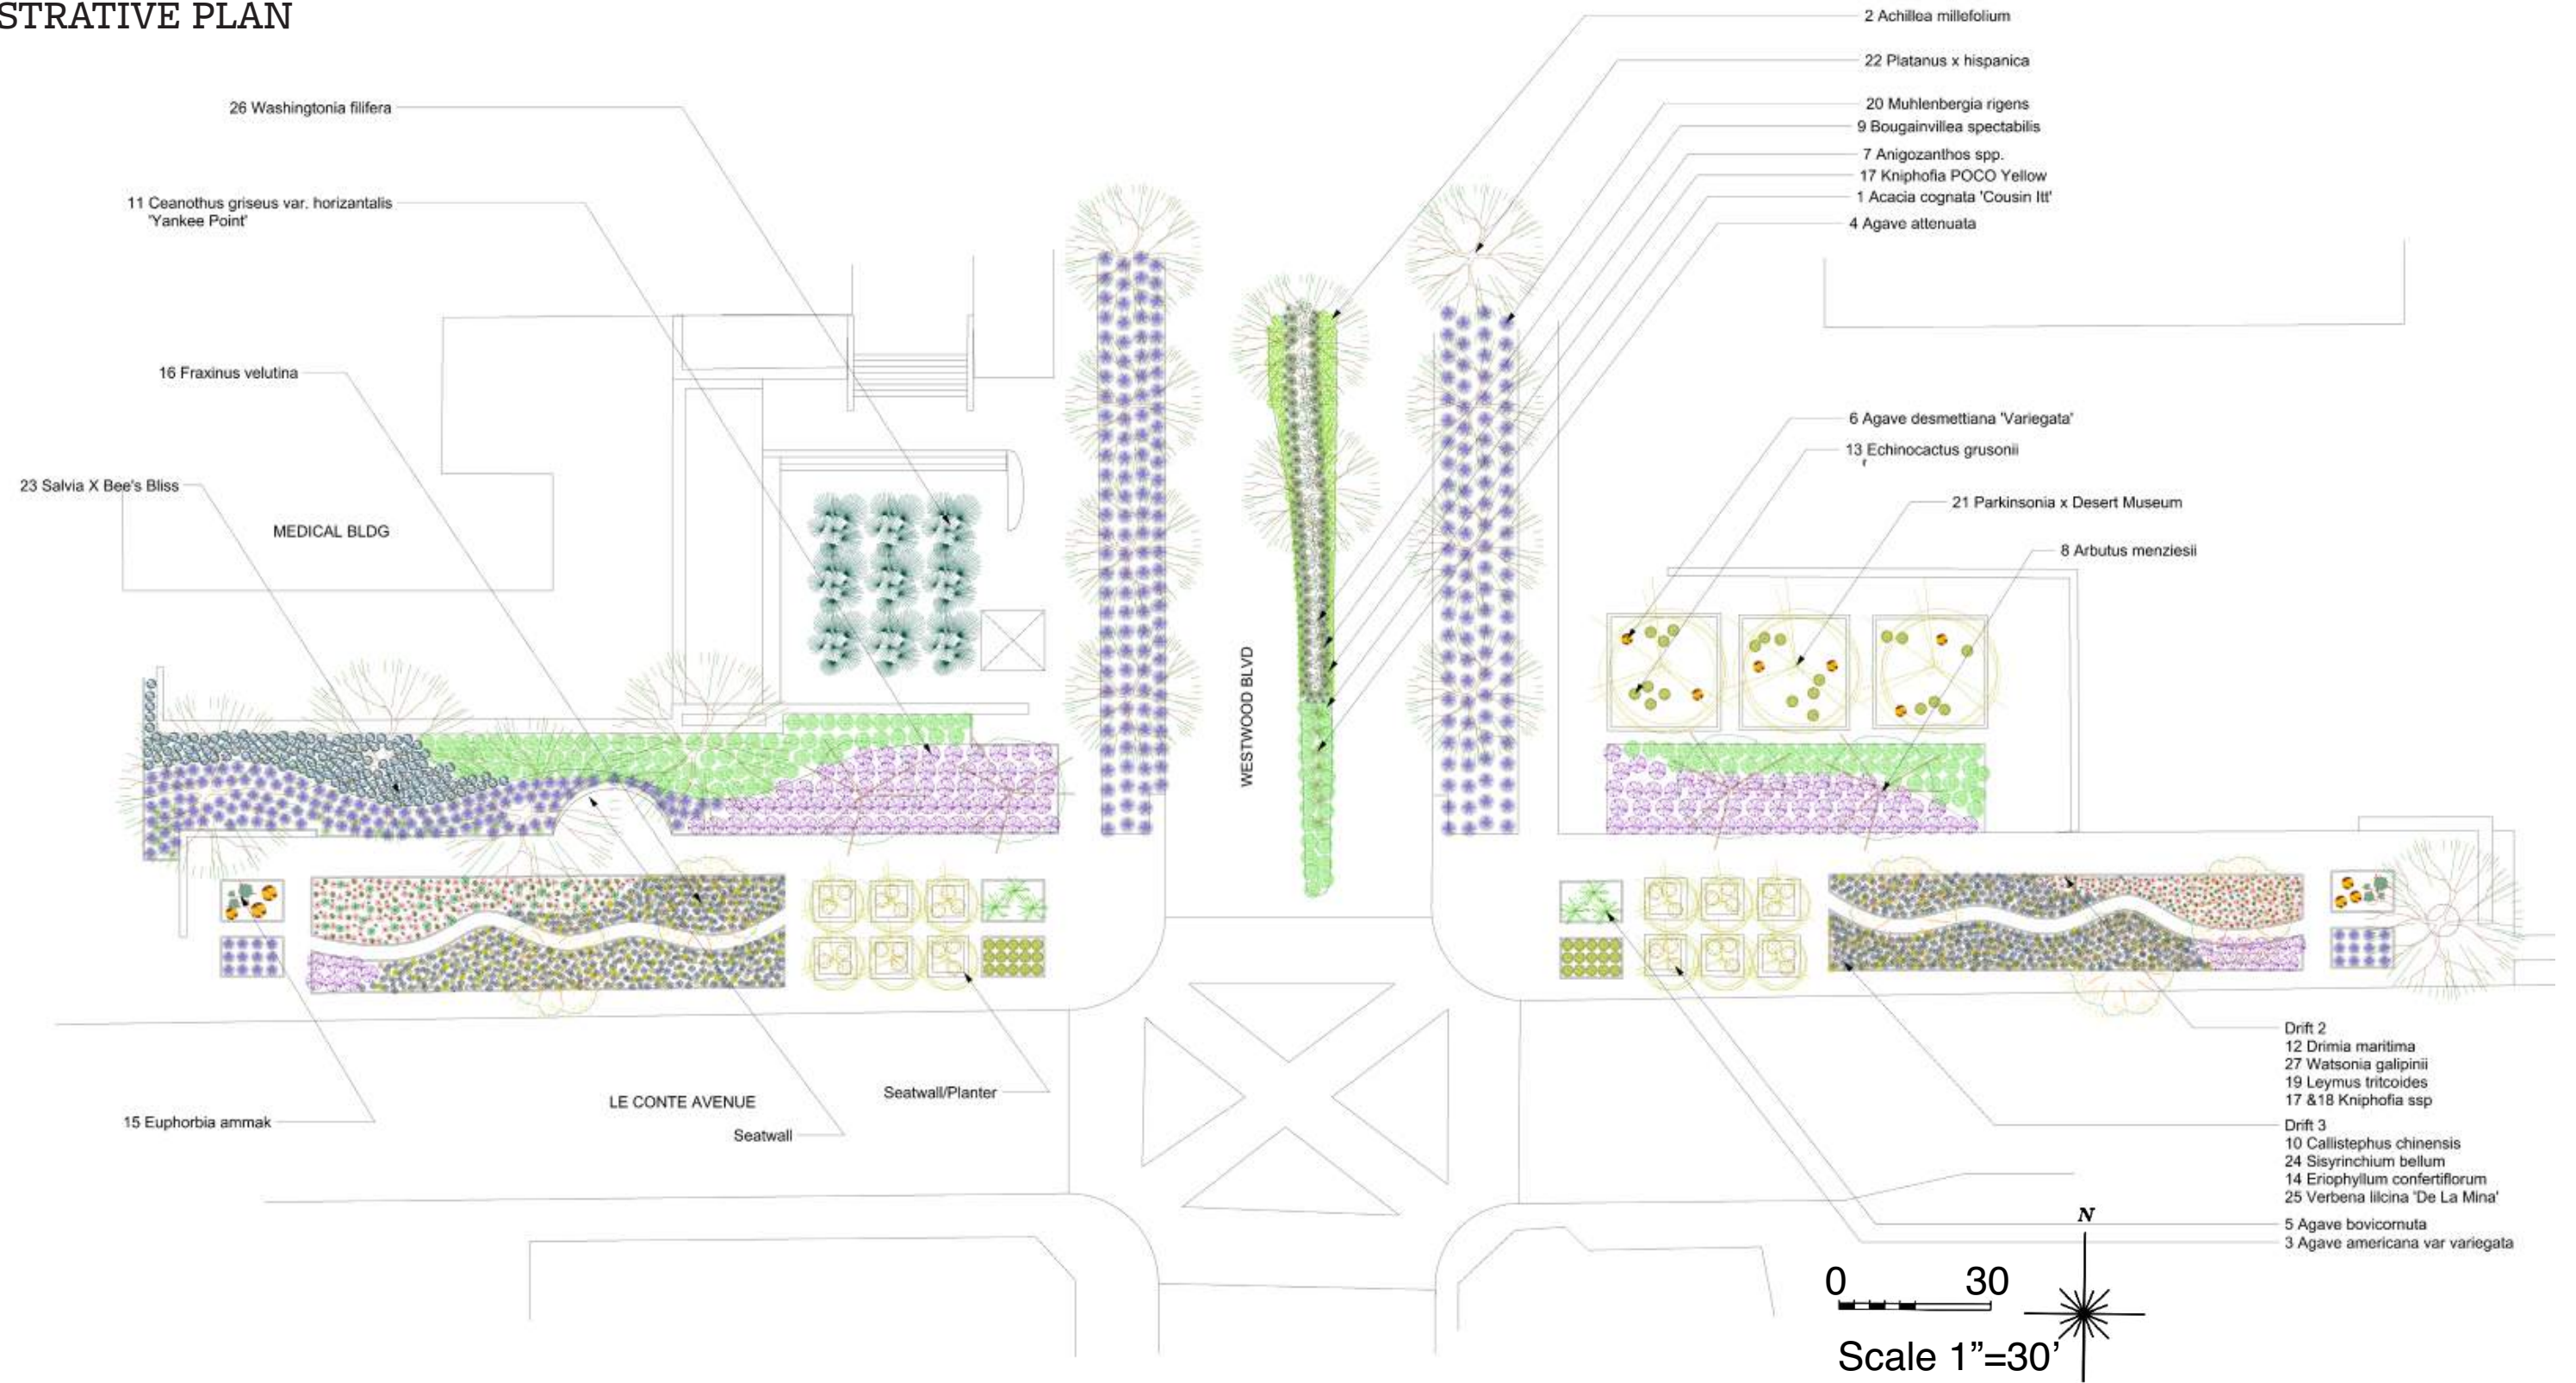 STRATIVE PLAN
2 Achillea millefolium
22 Platanus x hispanica
26 Washingtonia filifera
20 Muhlenbergia rigens
9 Bougainvillea spectabilis
7 Anigozanthos spp.
17 Kniphofia POCO Yellow
1 Acacia cognata 'Cousin Itt'
4 Agave attenuata
11 Ceanothus griseus var. horizantalis
'Yankee Point'
16 Fraxinus velutina
23 Salvia X Bee's Bliss
MEDICAL BLDG
6 Agave desmettiana 'Variegata'
13 Echinocactus grusonii
r
21 Parkinsonia x Desert Museum
8 Arbutus menziesii
WESTWOOD BLVD
15 Euphorbia ammak
LE CONTE AVENUE
Seatwall/Planter
Seatwall
Drift 2
12 Drimia maritima
27 Watsonia galipinii
19 Leymus tritcoides
17 &18 Kniphofia ssp
Drift 3
10 Callistephus chinensis
24 Sisyrinchium bellum
14 Eriophyllum confertiflorum
25 Verbena lilcina 'De La Mina'
5 Agave bovicornuta
3 Agave americana var variegata
N
0 30
Scale 1”=30’